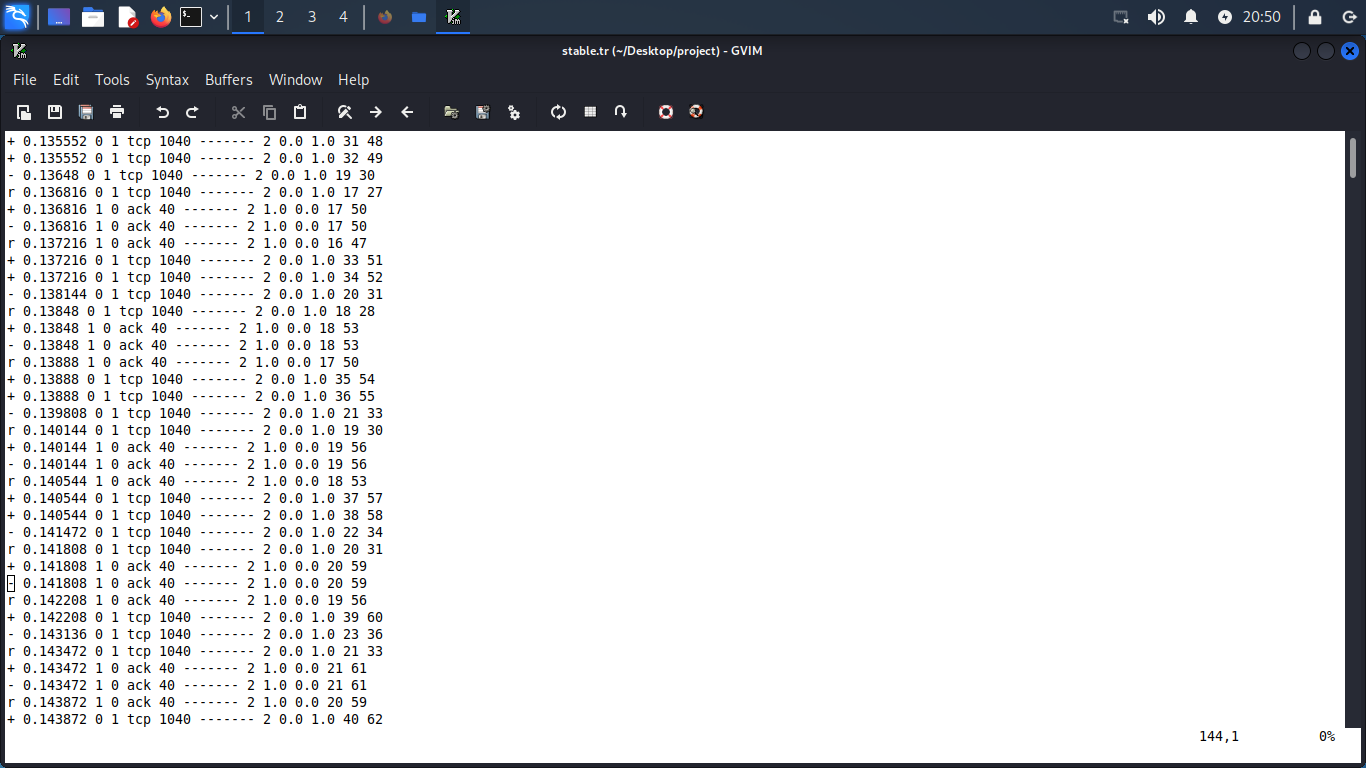 1 2 3 4 20:50
stable.tr (~/Desktop/project) - GVIM
File Edit Tools Syntax Buffers Window Help
+ 0.135552 0 1 tcp 1040 ------- 2 0.0 1.0 31 48
+ 0.135552 0 1 tcp 1040 ------- 2 0.0 1.0 32 49
- 0.13648 0 1 tcp 1040 ------- 2 0.0 1.0 19 30
r 0.136816 0 1 tcp 1040 ------- 2 0.0 1.0 17 27
+ 0.136816 1 0 ack 40 ------- 2 1.0 0.0 17 50
- 0.136816 1 0 ack 40 ------- 2 1.0 0.0 17 50
r 0.137216 1 0 ack 40 ------- 2 1.0 0.0 16 47
+ 0.137216 0 1 tcp 1040 ------- 2 0.0 1.0 33 51
+ 0.137216 0 1 tcp 1040 ------- 2 0.0 1.0 34 52
- 0.138144 0 1 tcp 1040 ------- 2 0.0 1.0 20 31
r 0.13848 0 1 tcp 1040 ------- 2 0.0 1.0 18 28
+ 0.13848 1 0 ack 40 ------- 2 1.0 0.0 18 53
- 0.13848 1 0 ack 40 ------- 2 1.0 0.0 18 53
r 0.13888 1 0 ack 40 ------- 2 1.0 0.0 17 50
+ 0.13888 0 1 tcp 1040 ------- 2 0.0 1.0 35 54
+ 0.13888 0 1 tcp 1040 ------- 2 0.0 1.0 36 55
- 0.139808 0 1 tcp 1040 ------- 2 0.0 1.0 21 33
r 0.140144 0 1 tcp 1040 ------- 2 0.0 1.0 19 30
+ 0.140144 1 0 ack 40 ------- 2 1.0 0.0 19 56
- 0.140144 1 0 ack 40 ------- 2 1.0 0.0 19 56
r 0.140544 1 0 ack 40 ------- 2 1.0 0.0 18 53
+ 0.140544 0 1 tcp 1040 ------- 2 0.0 1.0 37 57
+ 0.140544 0 1 tcp 1040 ------- 2 0.0 1.0 38 58
- 0.141472 0 1 tcp 1040 ------- 2 0.0 1.0 22 34
r 0.141808 0 1 tcp 1040 ------- 2 0.0 1.0 20 31
+ 0.141808 1 0 ack 40 ------- 2 1.0 0.0 20 59
- 0.141808 1 0 ack 40 ------- 2 1.0 0.0 20 59
r 0.142208 1 0 ack 40 ------- 2 1.0 0.0 19 56
+ 0.142208 0 1 tcp 1040 ------- 2 0.0 1.0 39 60
- 0.143136 0 1 tcp 1040 ------- 2 0.0 1.0 23 36
r 0.143472 0 1 tcp 1040 ------- 2 0.0 1.0 21 33
+ 0.143472 1 0 ack 40 ------- 2 1.0 0.0 21 61
- 0.143472 1 0 ack 40 ------- 2 1.0 0.0 21 61
r 0.143872 1 0 ack 40 ------- 2 1.0 0.0 20 59
+ 0.143872 0 1 tcp 1040 ------- 2 0.0 1.0 40 62
144,1 0%